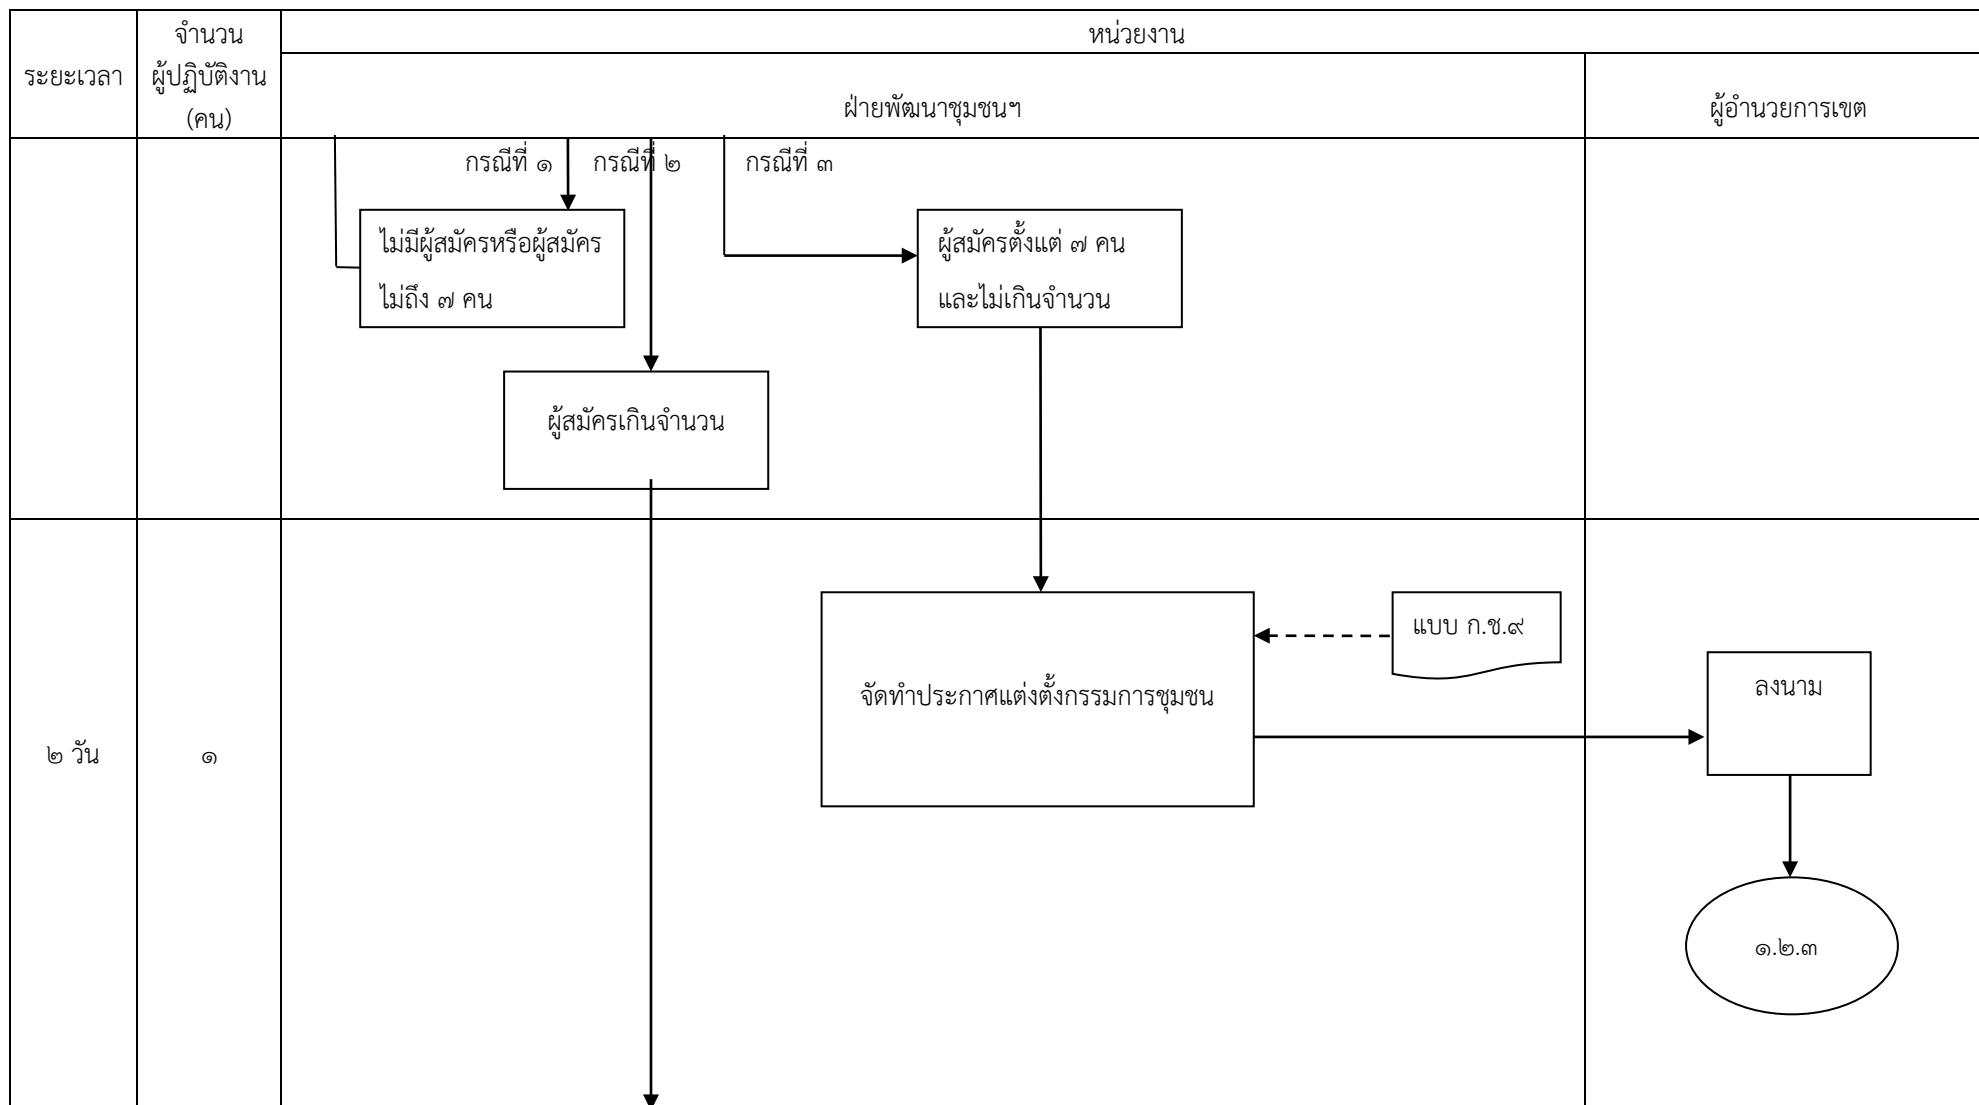 ระยะเวลา
จำนวน
ผู้ปฏิบัติงาน
(คน)
หน่วยงาน
ฝ่ายพัฒนาชุมชนฯ
ผู้อำนวยการเขต
กรณีที่ ๑
กรณีที่ ๒
กรณีที่ ๓
ไม่มีผู้สมัครหรือผู้สมัคร
ไม่ถึง ๗ คน
ผู้สมัครตั้งแต่ ๗ คน
และไม่เกินจำนวน
ผู้สมัครเกินจำนวน
๒ วัน
๑
จัดทำประกาศแต่งตั้งกรรมการชุมชน
แบบ ก.ช.๙
ลงนาม
๑.๒.๓